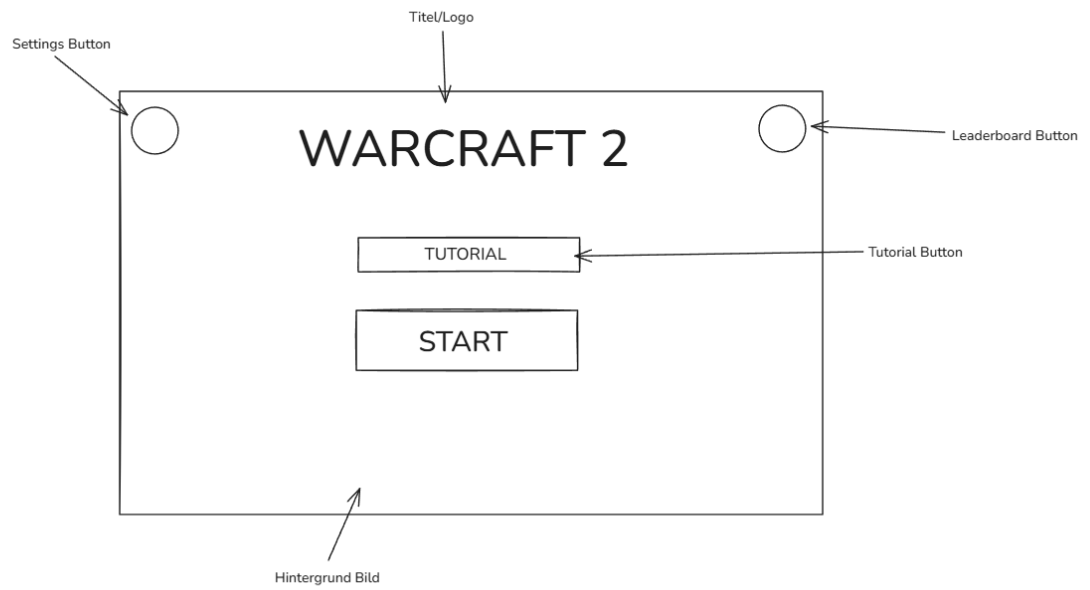 Titel/Logo
Settings Button
WARCRAFT 2
Leaderboard Button
TUTORIAL
Tutorial Button
START
Hintergrund Bild